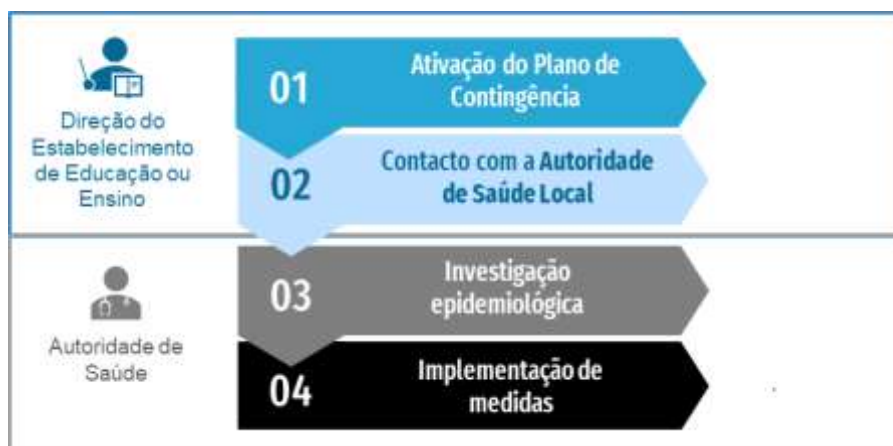 Direção do
Estabelecimento
de Educação ou
Ensino
01
Ativação do Plano de
Contingência
02
Contacto com a Autoridade
de Saúde Local
Autoridade de
Saúde
03
Investigação
epidemiológica
04
Implementação de
medidas